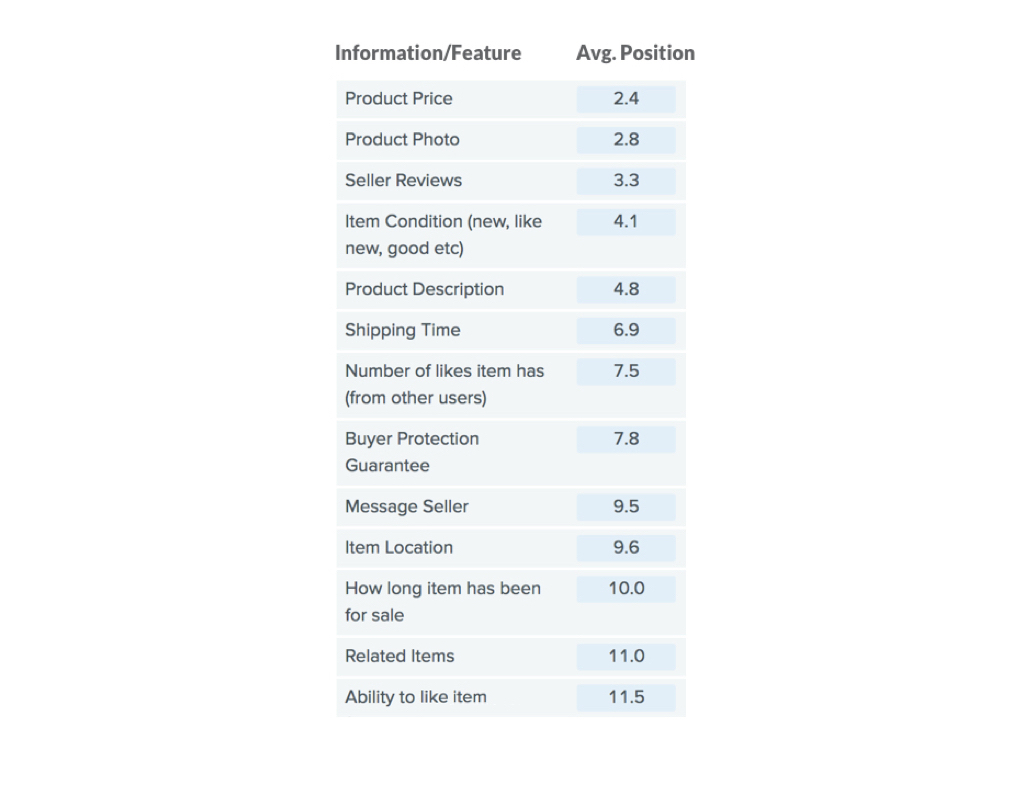 Information/Feature Avg. Position
Product Price 2.4
Product Photo 2.8
Seller Reviews 3.3
Item Condition (new, like 4.1
new, good etc)
Product Description 4.8
Shipping Time 6.9
Number of likes item has 7.5
(from other users)
Buyer Protection 7.8
Guarantee
Message Seller 9.5
Item Location 9.6
How long item has been 10.0
for sale
Related Items 11.0
Ability to like item 11.5